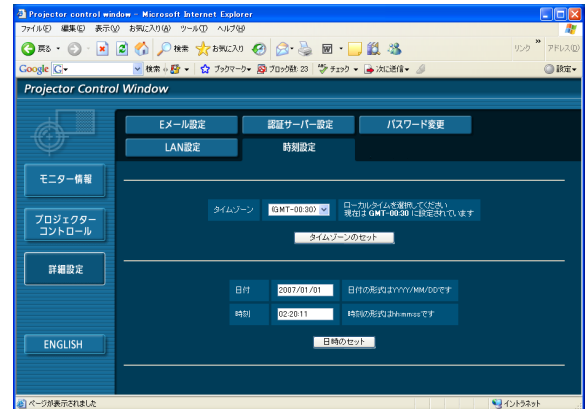 Projector control window - Microsoft Internet Explorer
ファイル(F) 編集(E) 表示(V) お気に入り(A) ツール(T) ヘルプ(H)
戻る 検索 お気に入り リンク アドレス(D)
Google G 検索 ブックマーク ブロック数: 23 チェック 次に送信 設定
Projector Control Window
Eメール設定 認証サーバー設定 パスワード変更
LAN設定 時刻設定
モニター情報
プロジェクター
コントロール
詳細設定
ENGLISH
タイムゾーン (GMT-00:30) ローカルタイムを選択してください
現在は GMT-00:30 に設定されています
タイムゾーンのセット
日付 2007/01/01 日付の形式はYYYY/MM/DDです
時刻 02:20:11 時刻の形式はhh:mm:ssです
日時のセット
ページが表示されました イントラネット